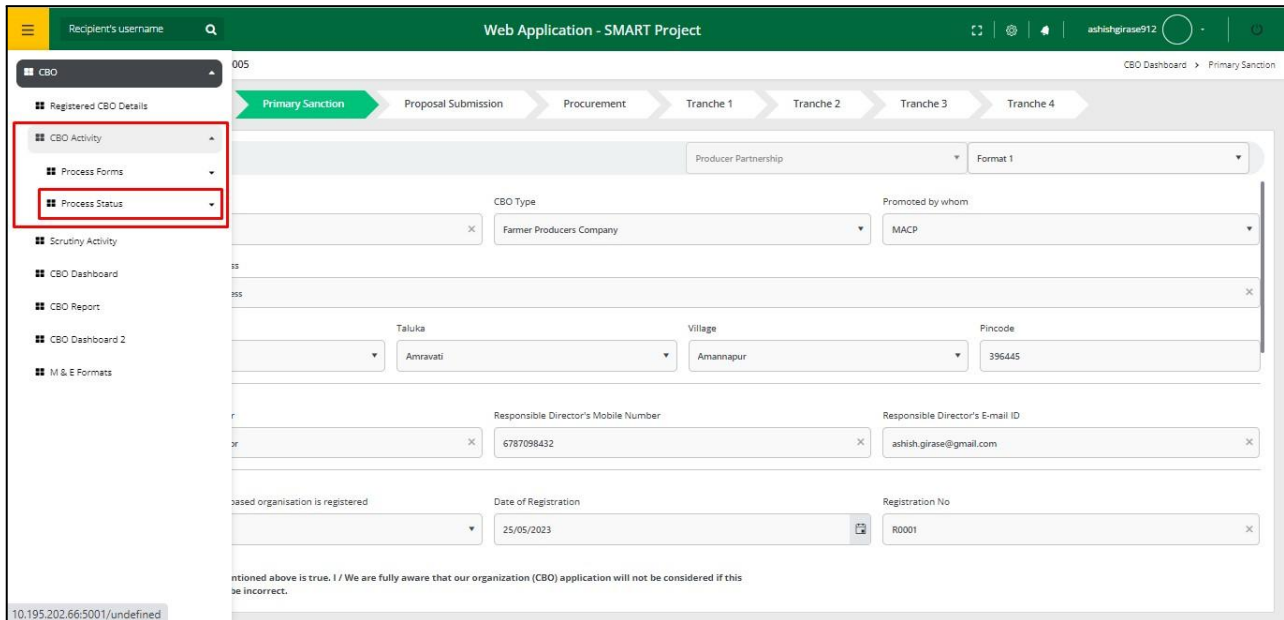 Recipient's username
Web Application - SMART Project
ashishgirase912
CBO
005
CBO Dashboard > Primary Sanction
Registered CBO Details
CBO Activity
Process Forms
Process Status
Scrutiny Activity
CBO Dashboard
CBO Report
CBO Dashboard 2
M & E Formats
Primary Sanction
Proposal Submission
Procurement
Tranche 1
Tranche 2
Tranche 3
Tranche 4
Producer Partnership
Format 1
CBO Type
Promoted by whom
Farmer Producers Company
MACP
ss
ess
Taluka
Village
Pincode
Amravati
Amannapur
396445
r
Responsible Director's Mobile Number
Responsible Director's E-mail ID
or
6787098432
ashish.girase@gmail.com
based organisation is registered
Date of Registration
Registration No
25/05/2023
R0001
ntioned above is true. I / We are fully aware that our organization (CBO) application will not be considered if this
be incorrect.
10.195.202.66:5001/undefined